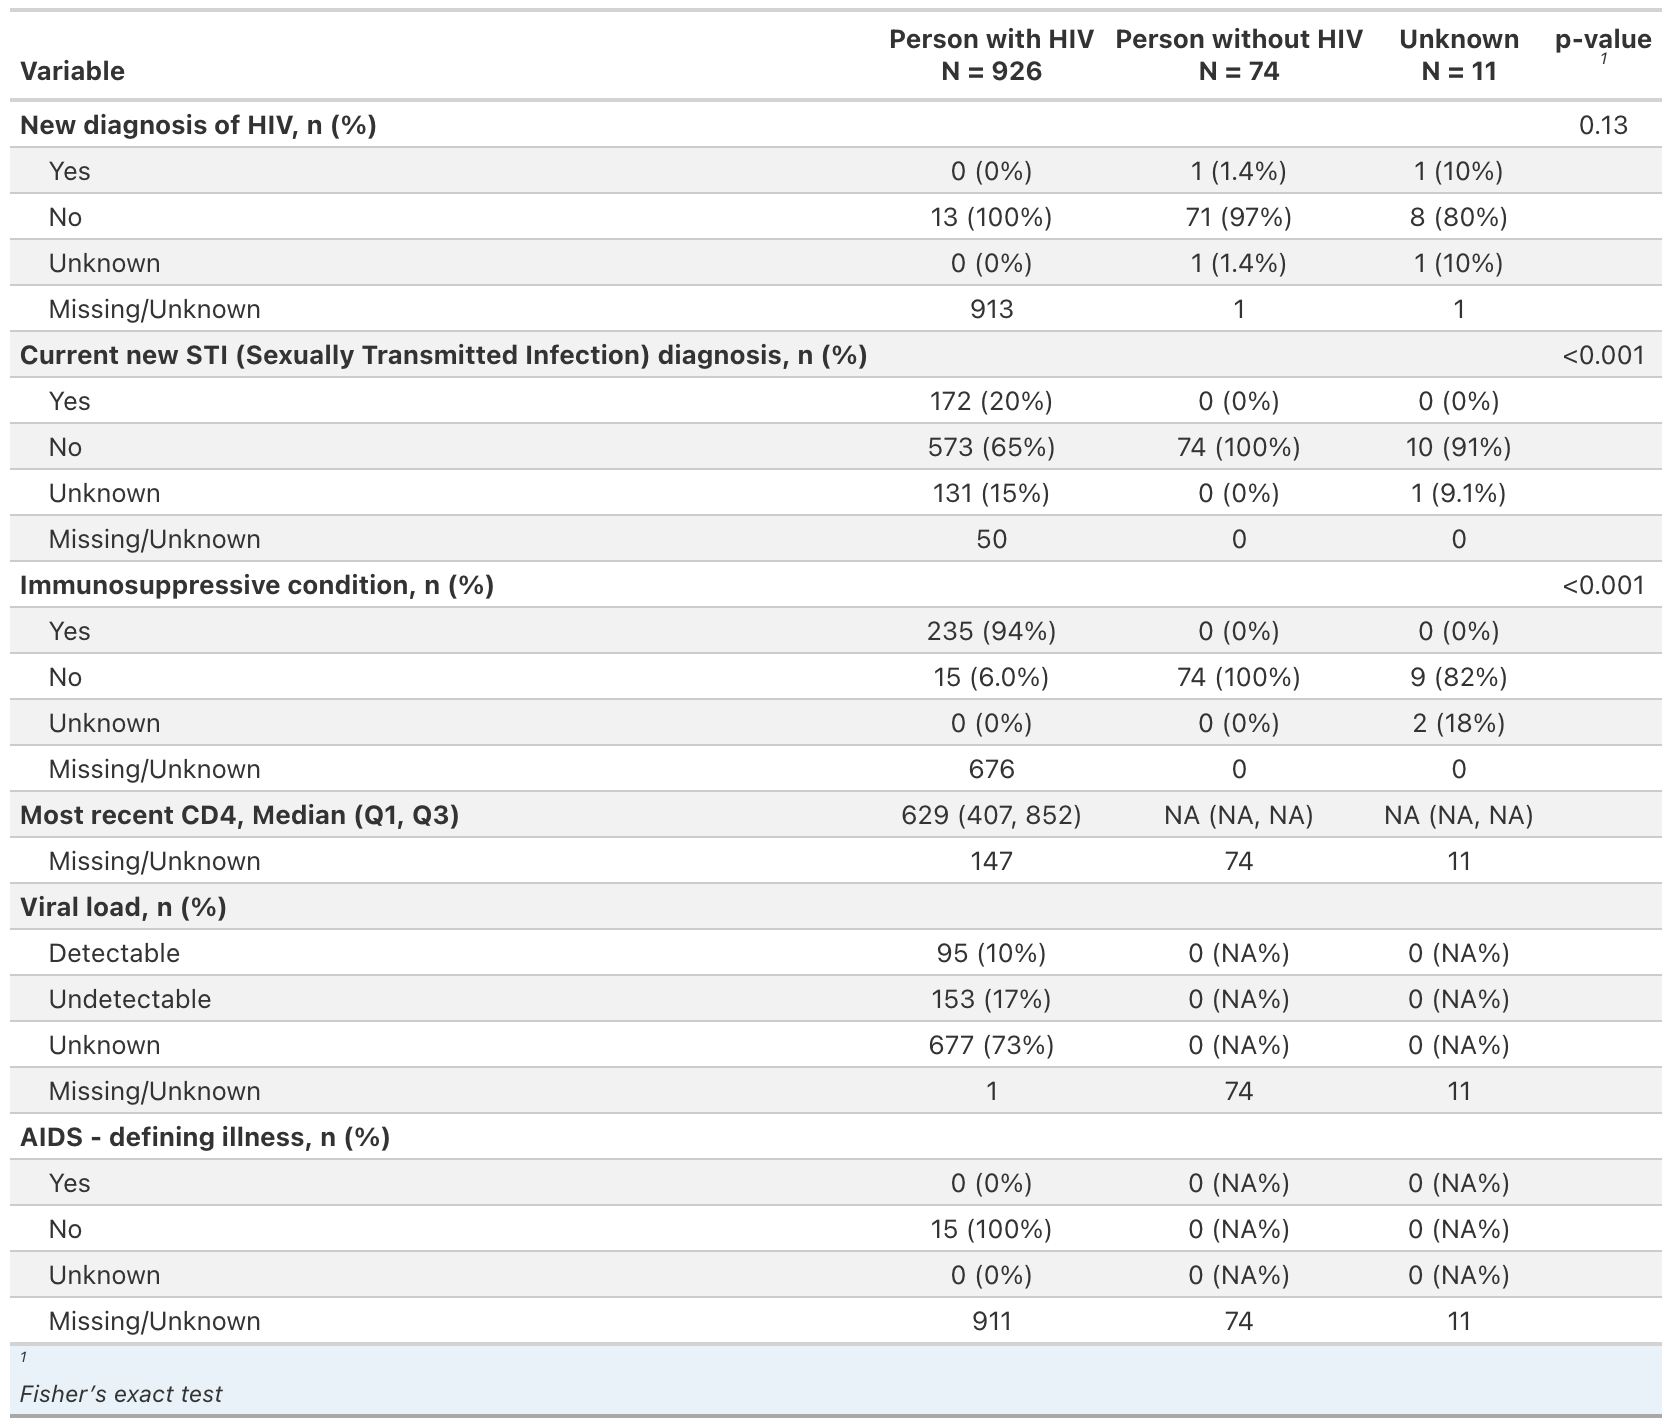 Variable Person with HIV N = 926 Person without HIV N = 74 Unknown N = 11 p-value 1
New diagnosis of HIV, n (%) 0.13
Yes 0 (0%) 1 (1.4%) 1 (10%)
No 13 (100%) 71 (97%) 8 (80%)
Unknown 0 (0%) 1 (1.4%) 1 (10%)
Missing/Unknown 913 1 1
Current new STI (Sexually Transmitted Infection) diagnosis, n (%) <0.001
Yes 172 (20%) 0 (0%) 0 (0%)
No 573 (65%) 74 (100%) 10 (91%)
Unknown 131 (15%) 0 (0%) 1 (9.1%)
Missing/Unknown 50 0 0
Immunosuppressive condition, n (%) <0.001
Yes 235 (94%) 0 (0%) 0 (0%)
No 15 (6.0%) 74 (100%) 9 (82%)
Unknown 0 (0%) 0 (0%) 2 (18%)
Missing/Unknown 676 0 0
Most recent CD4, Median (Q1, Q3) 629 (407, 852) NA (NA, NA) NA (NA, NA)
Missing/Unknown 147 74 11
Viral load, n (%)
Detectable 95 (10%) 0 (NA%) 0 (NA%)
Undetectable 153 (17%) 0 (NA%) 0 (NA%)
Unknown 677 (73%) 0 (NA%) 0 (NA%)
Missing/Unknown 1 74 11
AIDS - defining illness, n (%)
Yes 0 (0%) 0 (NA%) 0 (NA%)
No 15 (100%) 0 (NA%) 0 (NA%)
Unknown 0 (0%) 0 (NA%) 0 (NA%)
Missing/Unknown 911 74 11
1
Fisher's exact test